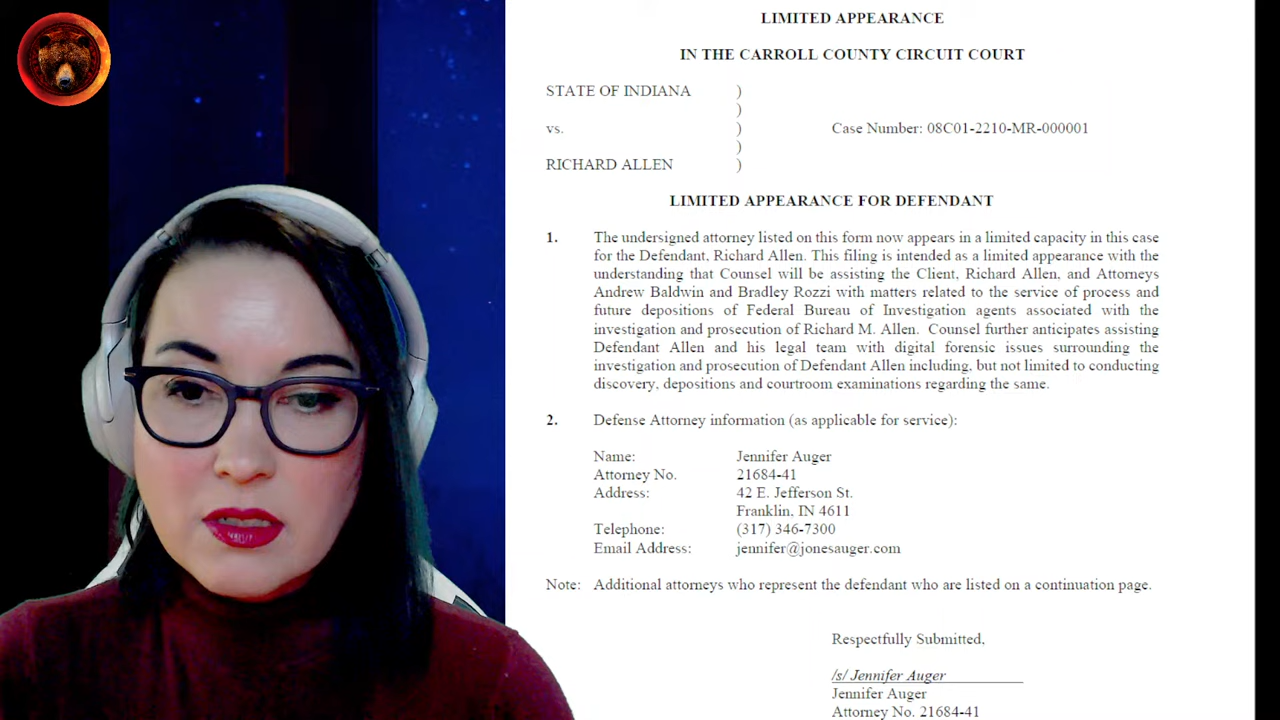 LIMITED APPEARANCE
IN THE CARROLL COUNTY CIRCUIT COURT
STATE OF INDIANA )
)
vs. ) Case Number: 08C01-2210-MR-000001
)
RICHARD ALLEN )
LIMITED APPEARANCE FOR DEFENDANT
1. The undersigned attorney listed on this form now appears in a limited capacity in this case
for the Defendant, Richard Allen. This filing is intended as a limited appearance with the
understanding that Counsel will be assisting the Client, Richard Allen, and Attorneys
Andrew Baldwin and Bradley Rozzi with matters related to the service of process and
future depositions of Federal Bureau of Investigation agents associated with the
investigation and prosecution of Richard M. Allen. Counsel further anticipates assisting
Defendant Allen and his legal team with digital forensic issues surrounding the
investigation and prosecution of Defendant Allen including, but not limited to conducting
discovery, depositions and courtroom examinations regarding the same.
2. Defense Attorney information (as applicable for service):
Name: Jennifer Auger
Attorney No. 21684-41
Address: 42 E. Jefferson St.
Franklin, IN 4611
Telephone: (317) 346-7300
Email Address: jennifer@jonesauger.com
Note: Additional attorneys who represent the defendant who are listed on a continuation page.
Respectfully Submitted,
/s/ Jennifer Auger
Jennifer Auger
Attorney No. 21684-41